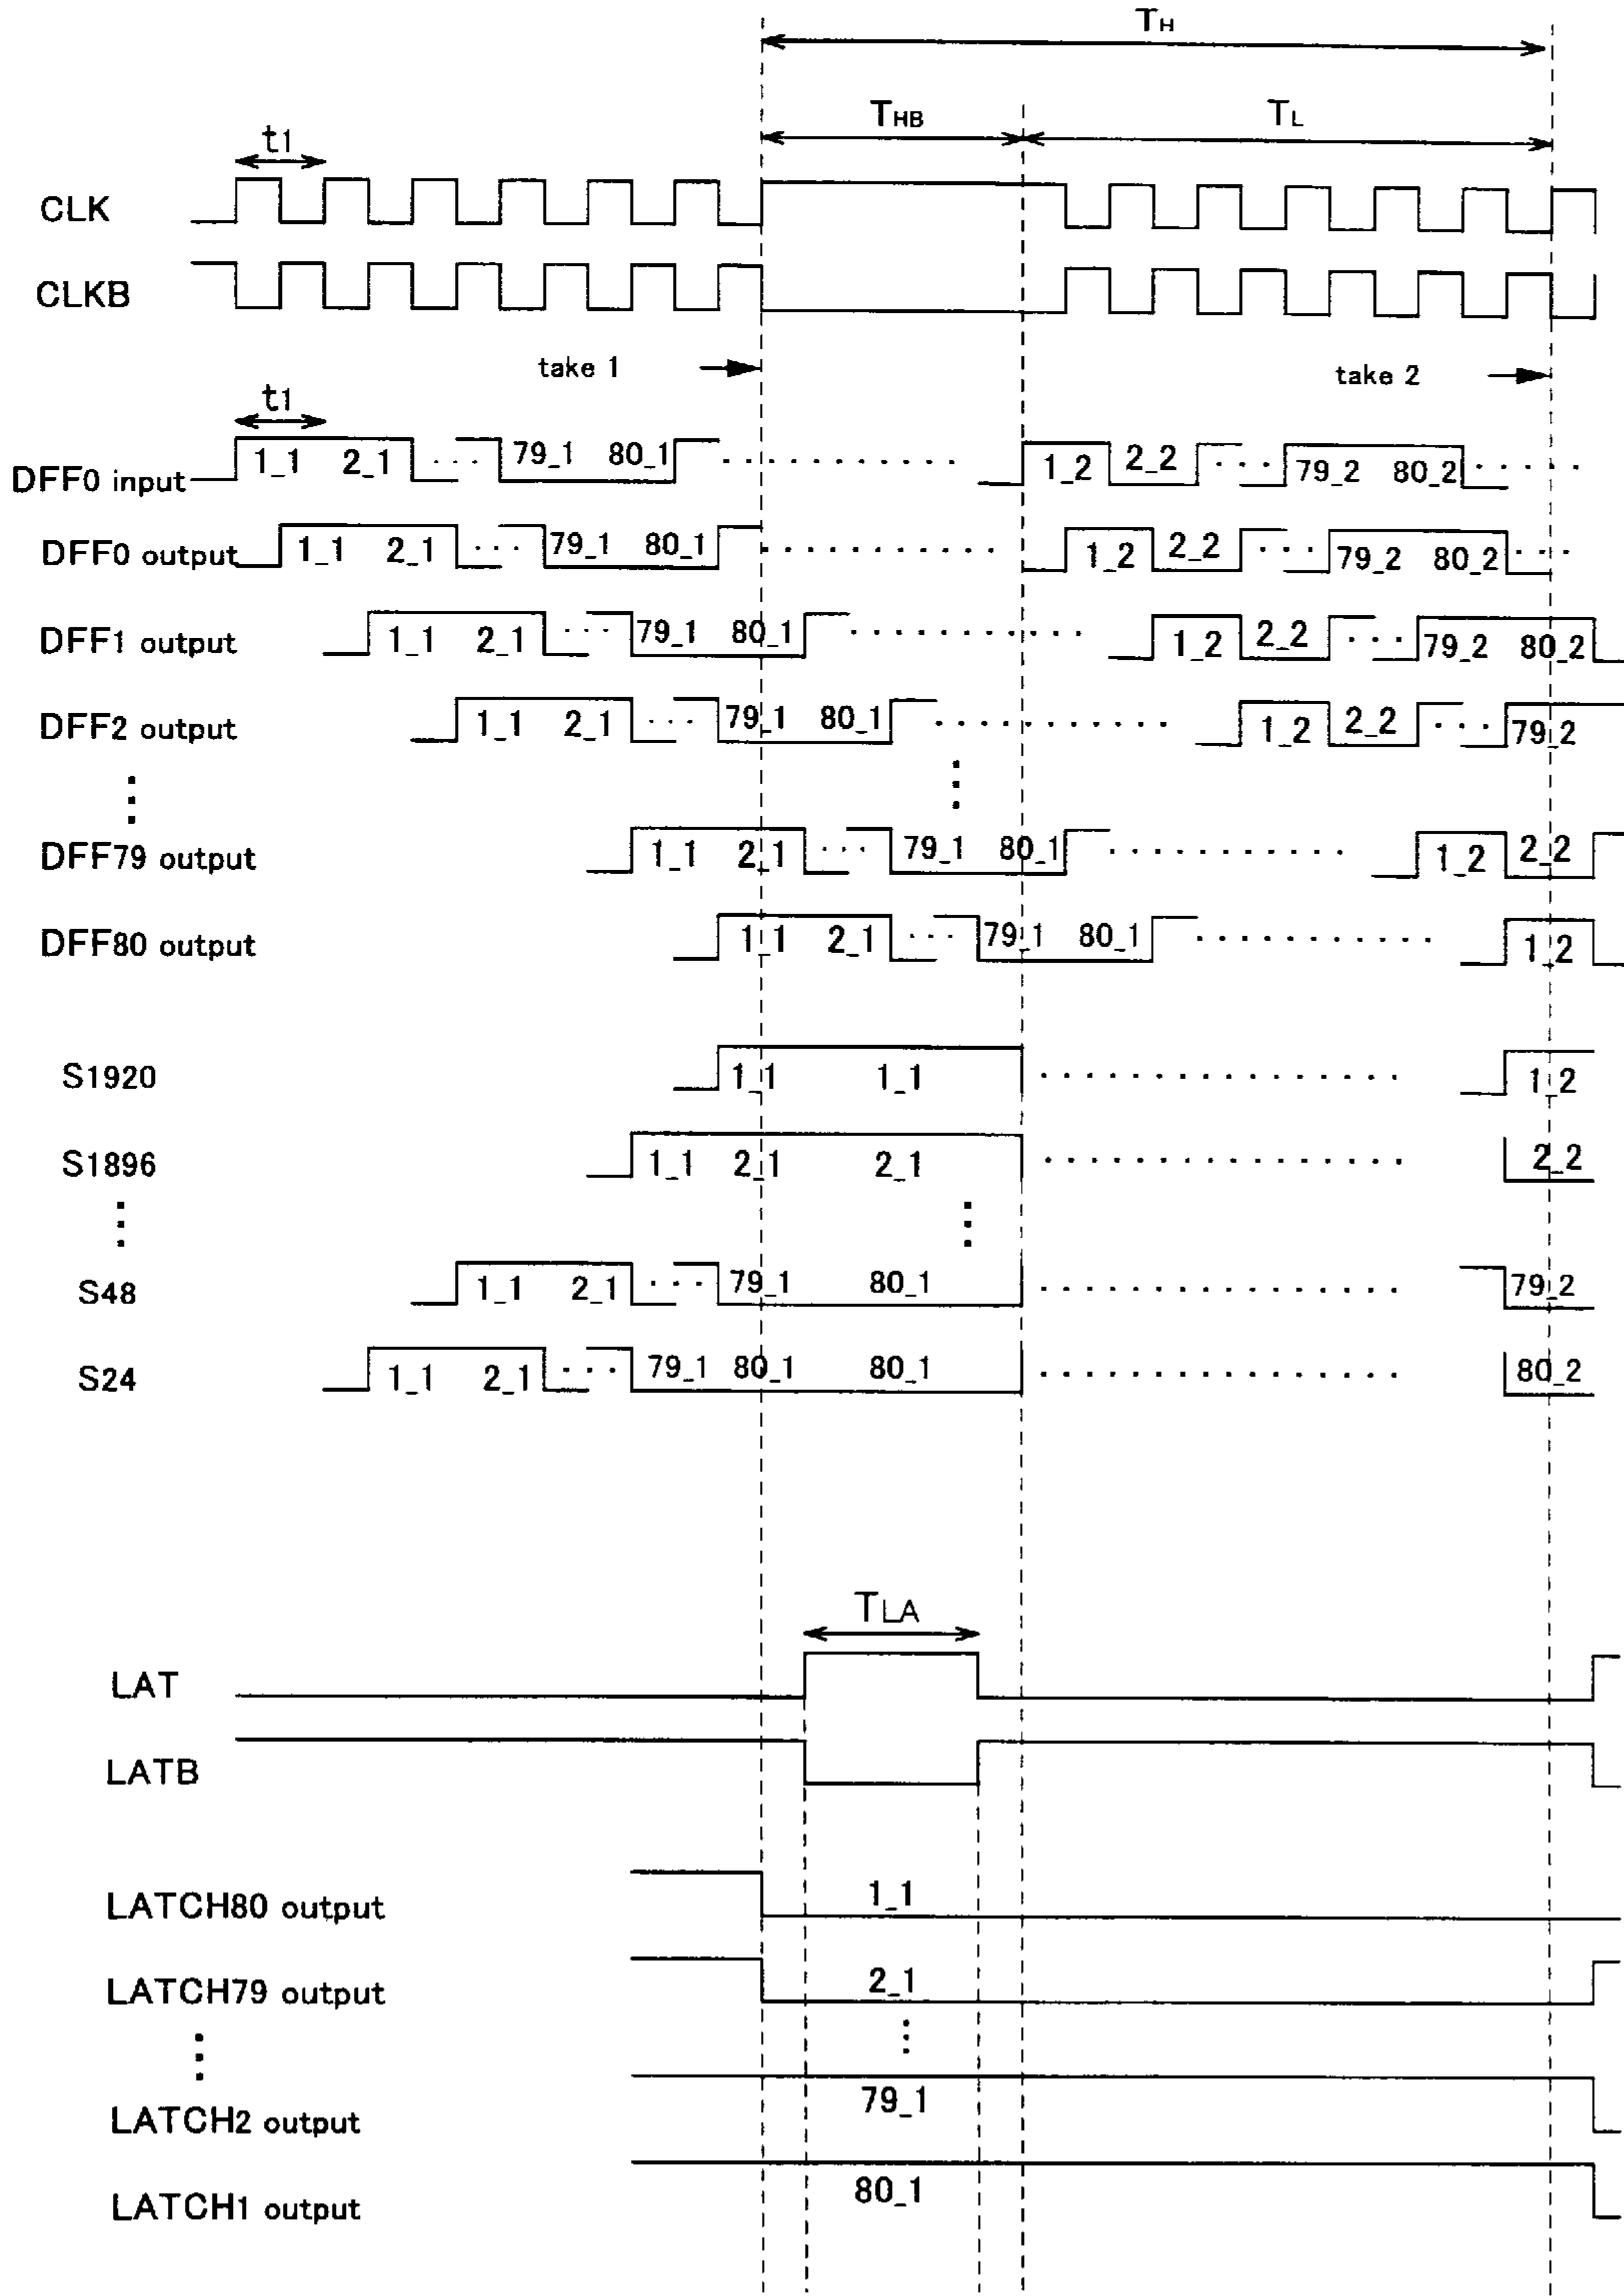 TH
THB TL
t1
CLK
CLKB
take 1 take 2
t1
DFF0 input 1_1 2_1 ··· 79_1 80_1 ············ 1_2 2_2 ··· 79_2 80_2 ·····
DFF0 output 1_1 2_1 ··· 79_1 80_1 ············ 1_2 2_2 ··· 79_2 80_2 ···
DFF1 output 1_1 2_1 ··· 79_1 80_1 ············ 1_2 2_2 ··· 79_2 80_2
DFF2 output 1_1 2_1 ··· 79_1 80_1 ············ 1_2 2_2 ··· 79_2
⋮ ⋮
DFF79 output 1_1 2_1 ··· 79_1 80_1 ············ 1_2 2_2
DFF80 output 1_1 2_1 ··· 79_1 80_1 ············ 1_2
S1920 1_1 1_1 ················ 1_2
S1896 1_1 2_1 2_1 ················ 2_2
⋮ ⋮
S48 1_1 2_1 ··· 79_1 80_1 ················ 79_2
S24 1_1 2_1 ··· 79_1 80_1 80_1 ················ 80_2
TLA
LAT
LATB
LATCH80 output 1_1
LATCH79 output 2_1
⋮ ⋮
LATCH2 output 79_1
LATCH1 output 80_1